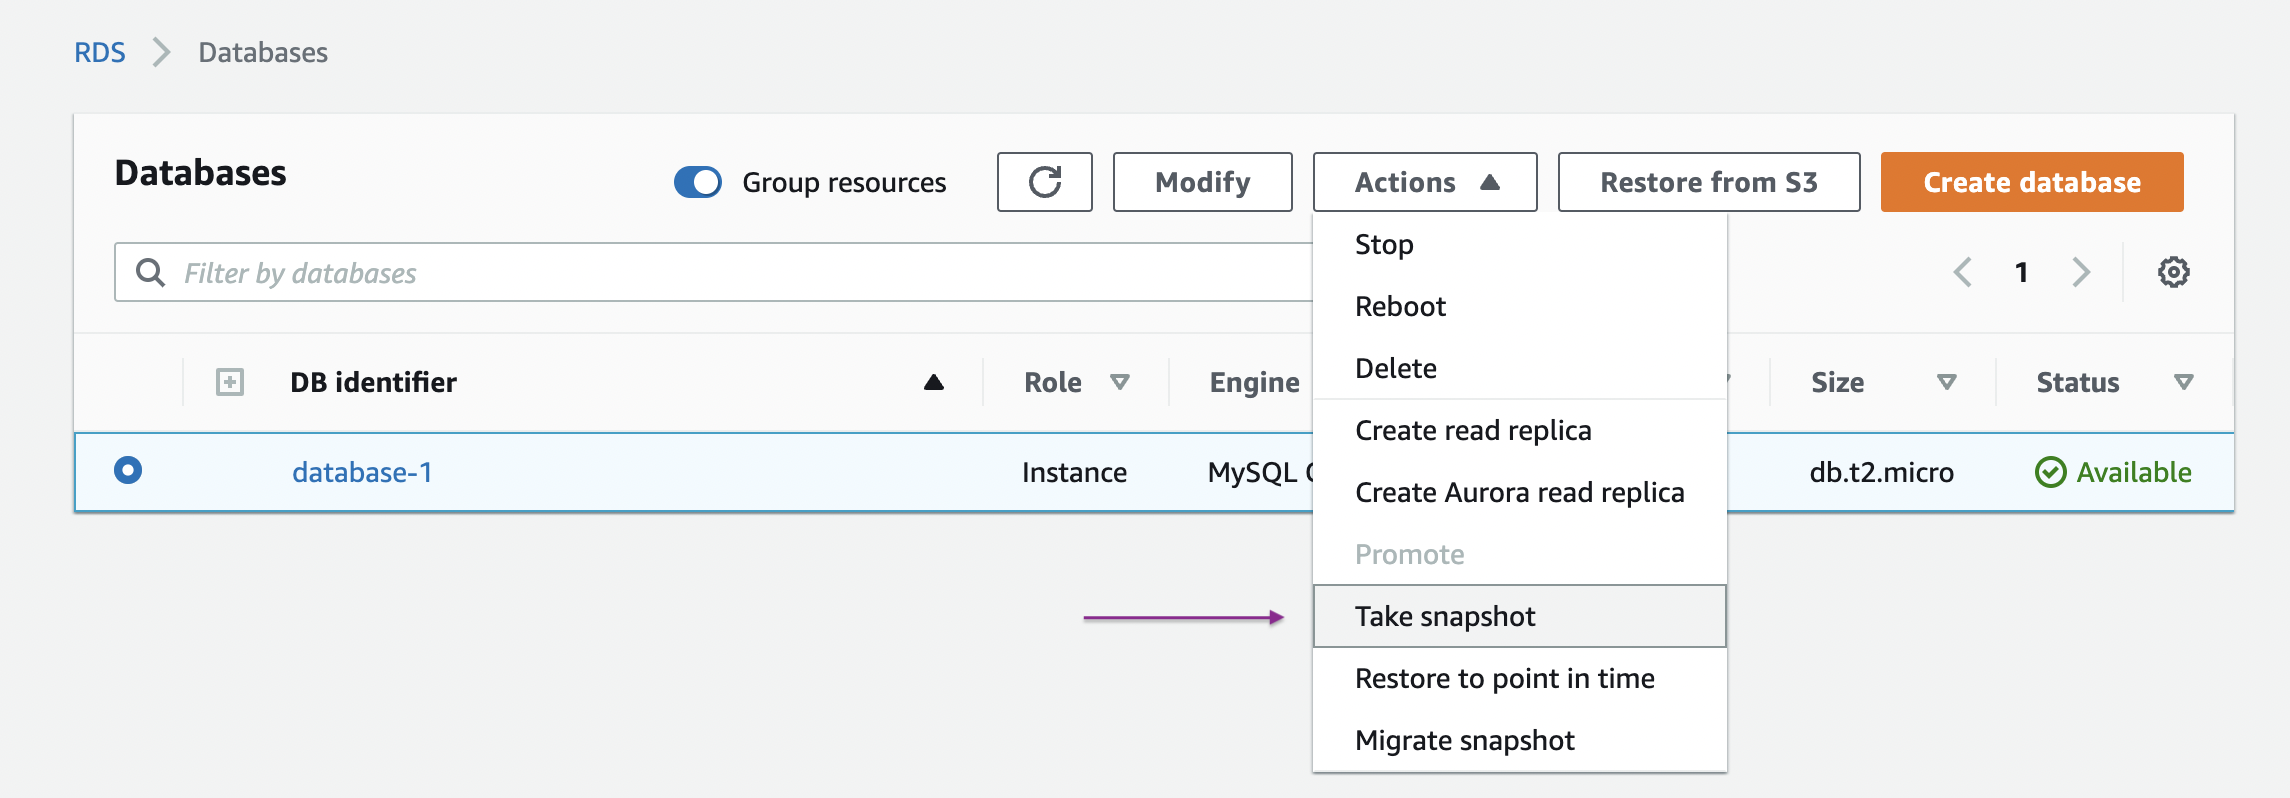 RDS > Databases
Databases
Group resources
Modify
Actions
Restore from S3
Create database
Filter by databases
1
DB identifier
Role
Engine
Size
Status
database-1
Instance
MySQL
db.t2.micro
Available
Stop
Reboot
Delete
Create read replica
Create Aurora read replica
Promote
Take snapshot
Restore to point in time
Migrate snapshot